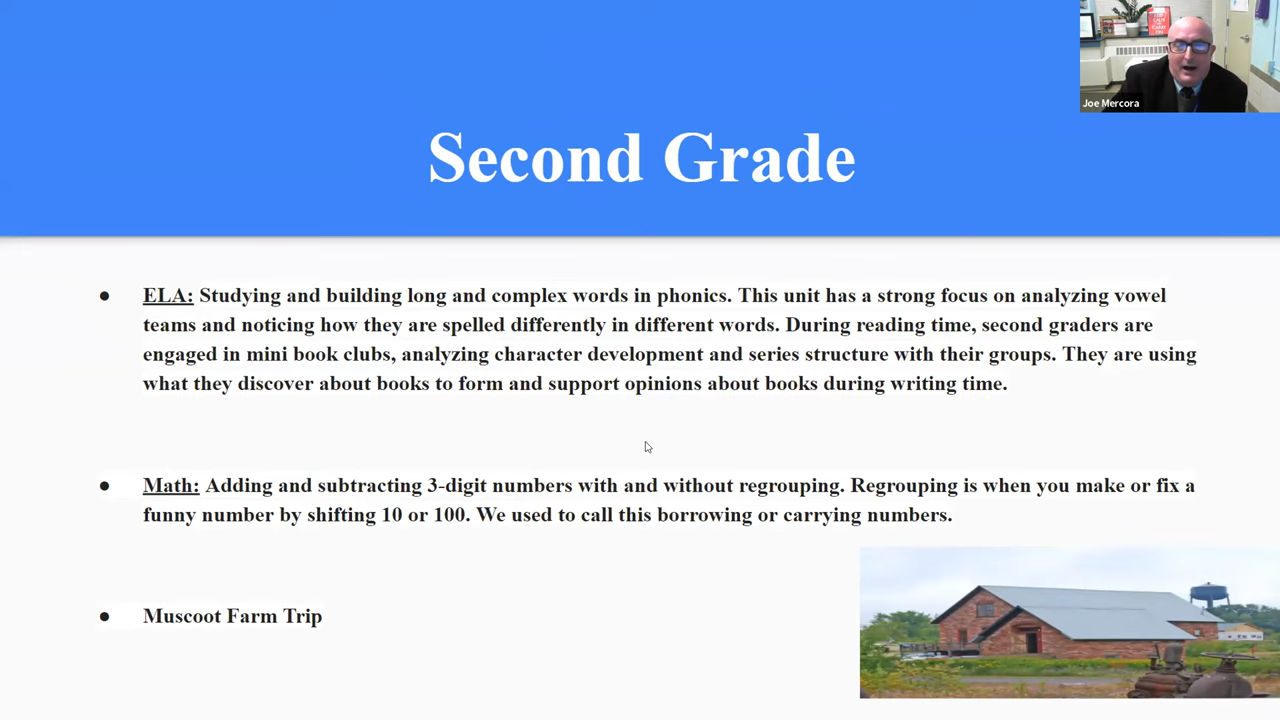 Joe Mercora
Second Grade
● ELA: Studying and building long and complex words in phonics. This unit has a strong focus on analyzing vowel
teams and noticing how they are spelled differently in different words. During reading time, second graders are
engaged in mini book clubs, analyzing character development and series structure with their groups. They are using
what they discover about books to form and support opinions about books during writing time.
● Math: Adding and subtracting 3-digit numbers with and without regrouping. Regrouping is when you make or fix a
funny number by shifting 10 or 100. We used to call this borrowing or carrying numbers.
● Muscoot Farm Trip